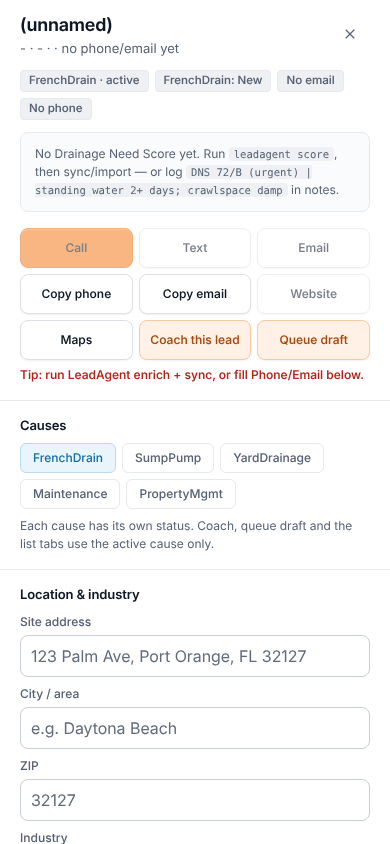 (unnamed)
- · - · · no phone/email yet
FrenchDrain · active
FrenchDrain: New
No email
No phone
No Drainage Need Score yet. Run leadagent score ,
then sync/import — or log DNS 72/B (urgent) |
standing water 2+ days; crawlspace damp in notes.
Call
Text
Email
Copy phone
Copy email
Website
Maps
Coach this lead
Queue draft
Tip: run LeadAgent enrich + sync, or fill Phone/Email below.
Causes
FrenchDrain
SumpPump
YardDrainage
Maintenance
PropertyMgmt
Each cause has its own status. Coach, queue draft and the
list tabs use the active cause only.
Location & industry
Site address
123 Palm Ave, Port Orange, FL 32127
City / area
e.g. Daytona Beach
ZIP
32127
Industry